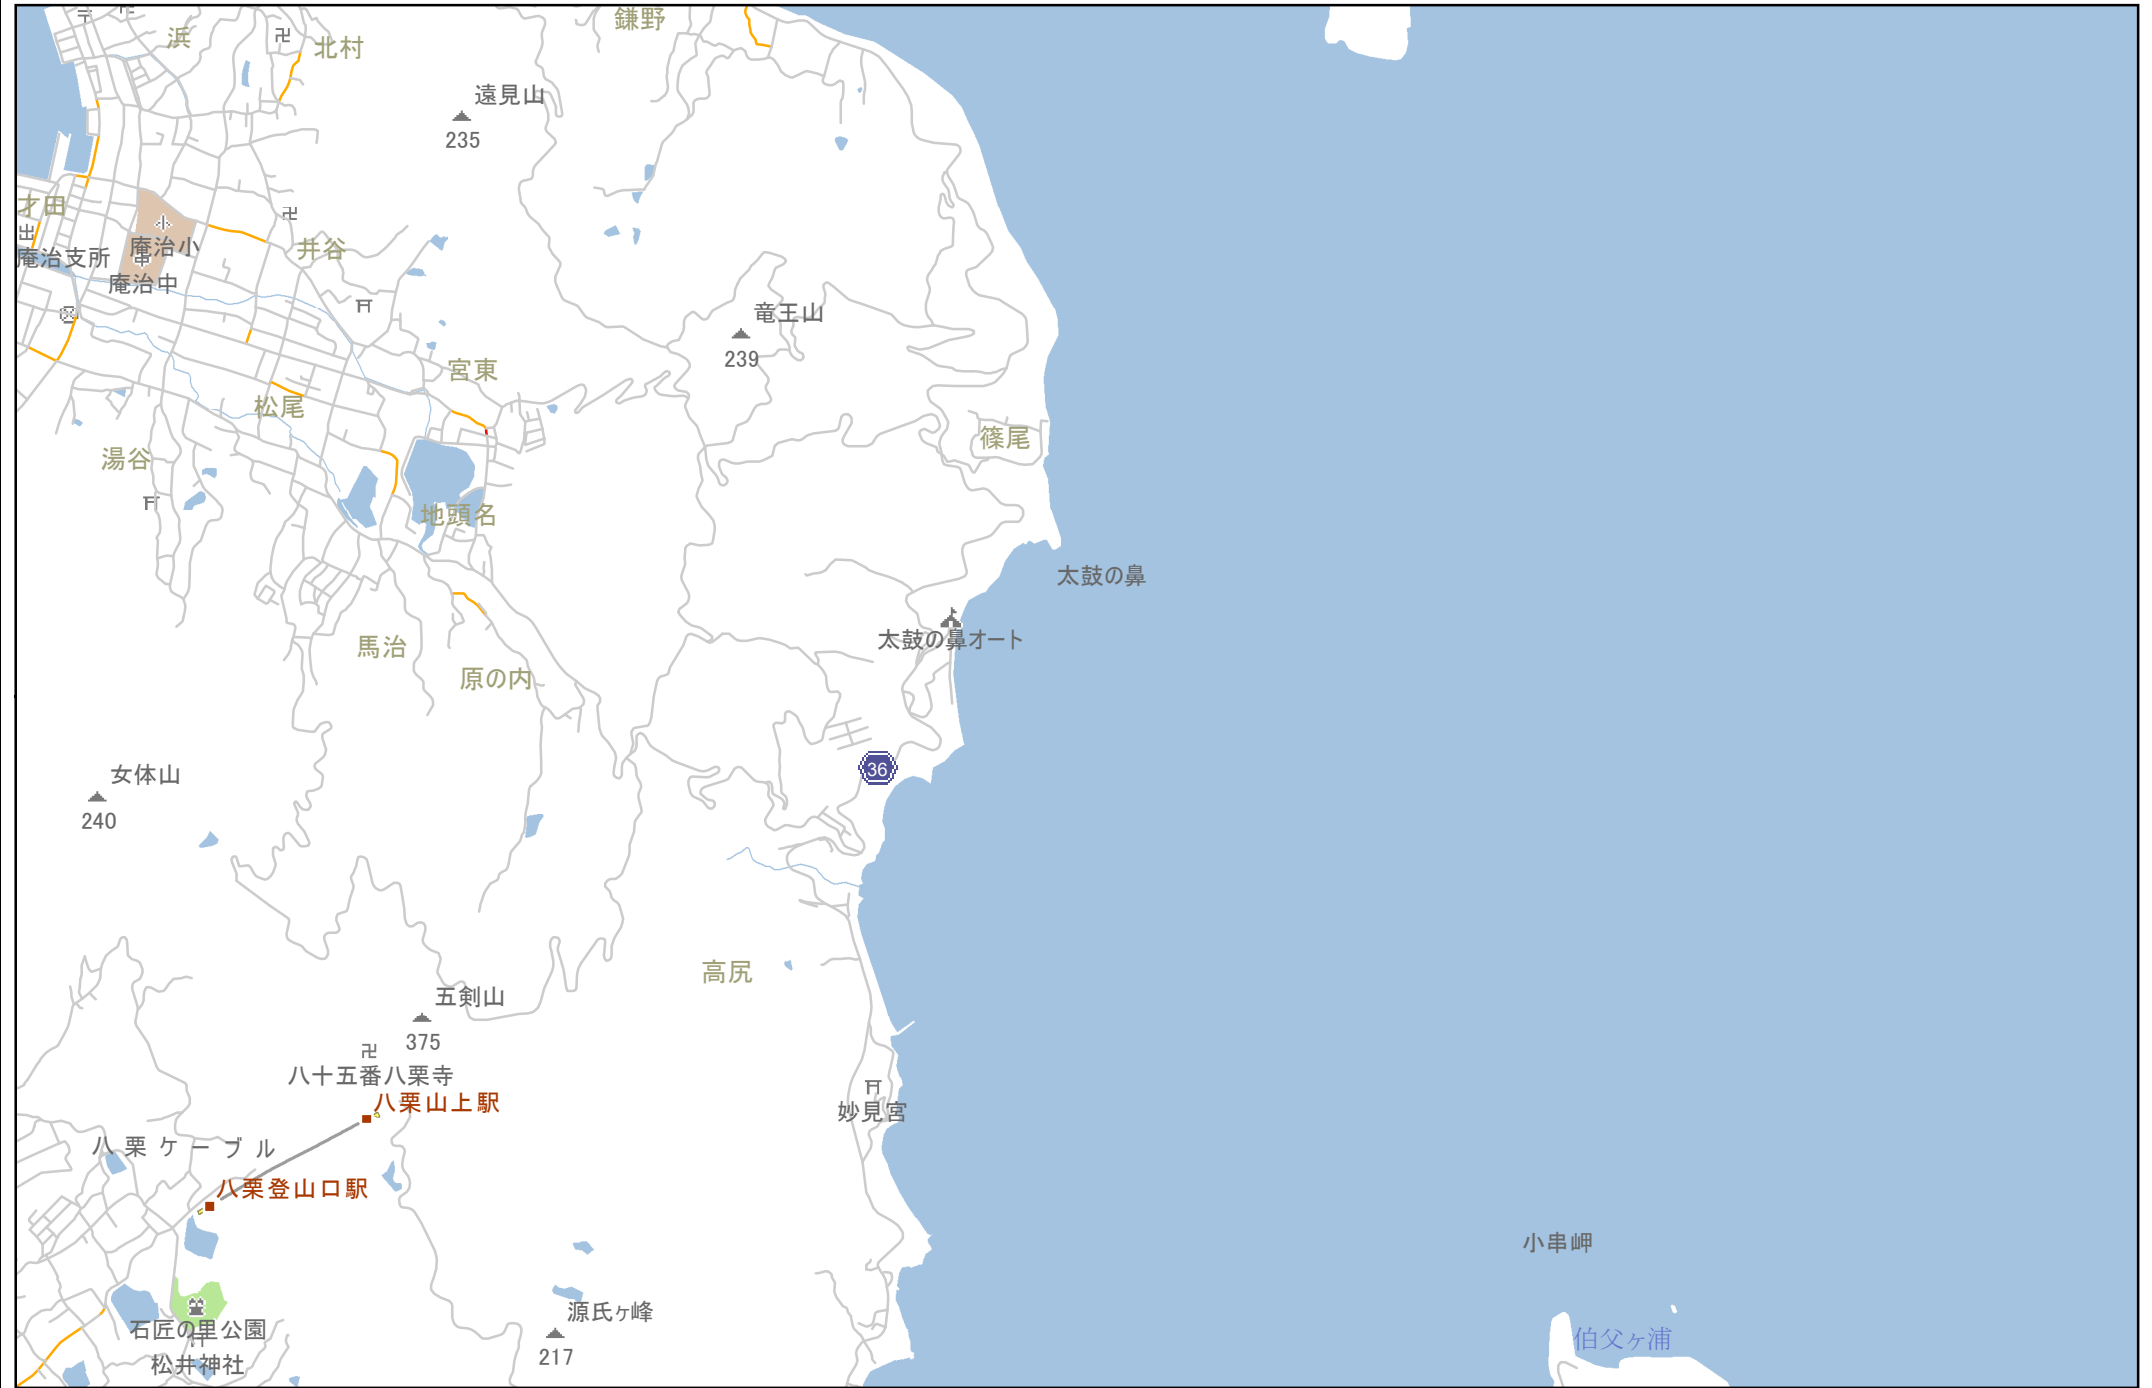 浜
北村
鎌野
遠見山
235
才田
庵治小
庵治支所
庵治中
井谷
竜王山
239
宮東
松尾
篠尾
湯谷
地頭名
太鼓の鼻
太鼓の鼻オート
馬治
原の内
36
女体山
240
高尻
五剣山
375
八十五番八栗寺
八栗山上駅
妙見宮
八栗ケーブル
八栗登山口駅
小串岬
源氏ヶ峰
217
石匠の里公園
松井神社
伯父ヶ浦